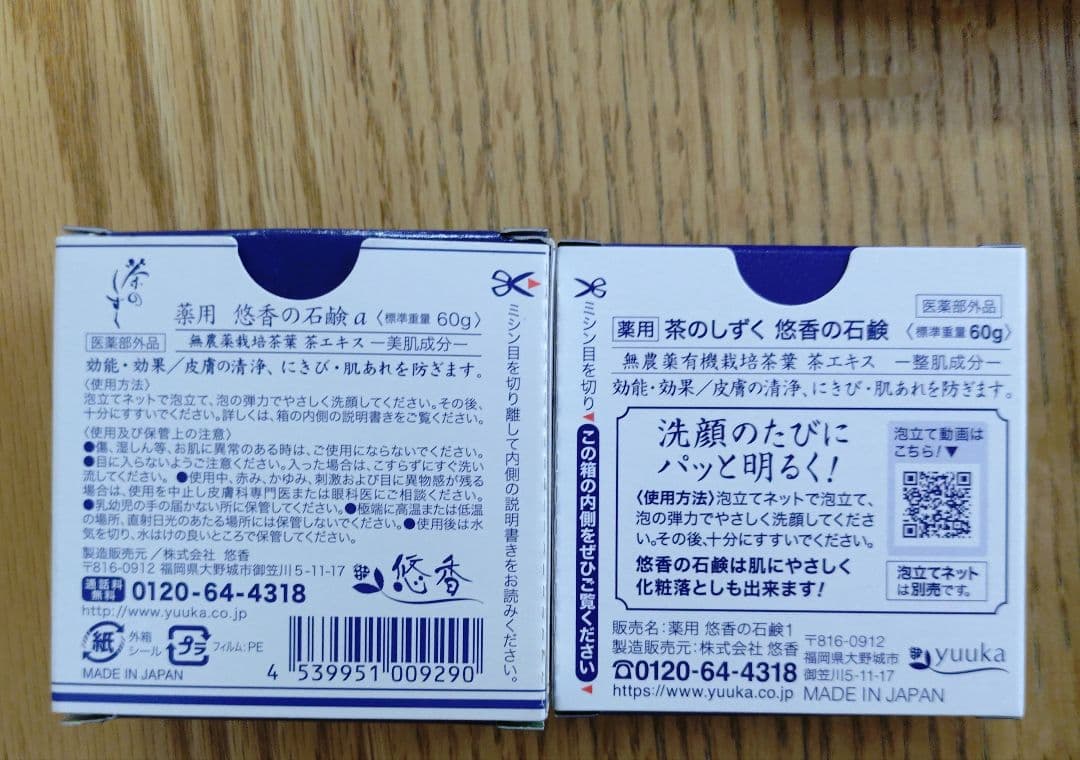 茶のしずく
薬用 悠香の石鹸a〈標準重量 60g〉
医薬部外品 無農薬栽培茶葉 茶エキス ―美肌成分―
効能・効果／皮膚の清浄、にきび・肌あれを防ぎます。
〈使用方法〉
泡立てネットで泡立て、泡の弾力でやさしく洗顔してください。その後、
十分にすすいでください。詳しくは、箱の内側の説明書きをご覧ください。
〈使用及び保管上の注意〉
●傷、湿しん等、お肌に異常のある時は、ご使用にならないでください。
●目に入らないようご注意ください。入った場合は、こすらずにすぐ洗い
流してください。●使用中、赤み、かゆみ、刺激および目に異物感が残る
場合は、使用を中止し皮膚科専門医または眼科医にご相談ください。
●乳幼児の手の届かない所に保管してください。●極端に高温または低温
の場所、直射日光のあたる場所には保管しないでください。●使用後は水
気を切り、水はけの良いところで保管してください。
製造販売元／株式会社 悠香
〒816-0912 福岡県大野城市御笠川5-11-17
通話料無料 0120-64-4318
http://www.yuuka.co.jp
悠香
紙 外箱 シール プラ フィルム:PE
MADE IN JAPAN
4 539951 009290
ミシン目を切り離して内側の説明書きをお読みください。
医薬部外品
薬用 茶のしずく 悠香の石鹸〈標準重量60g〉
無農薬有機栽培茶葉 茶エキス ―整肌成分―
効能・効果／皮膚の清浄、にきび・肌あれを防ぎます。
洗顔のたびに
パッと明るく！
〈使用方法〉泡立てネットで泡立て、
泡の弾力でやさしく洗顔してくださ
い。その後、十分にすすいでください。
悠香の石鹸は肌にやさしく
化粧落としも出来ます！
泡立て動画は
こちら！▼
泡立てネット
は別売です。
販売名：薬用 悠香の石鹸1
製造販売元：株式会社 悠香
〒816-0912
福岡県大野城市
御笠川5-11-17
☎0120-64-4318
https://www.yuuka.co.jp MADE IN JAPAN
yuuka
ミシン目を切り
この箱の内側をぜひご覧ください